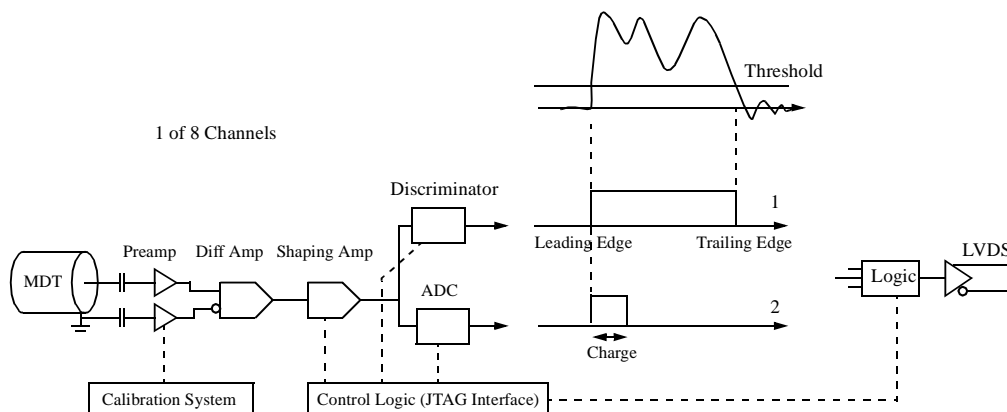 Threshold
1 of 8 Channels
Discriminator
1
Leading Edge
Trailing Edge
Preamp
Diff Amp
Shaping Amp
LVDS
MDT
ADC
Logic
2
Charge
Calibration System
Control Logic (JTAG Interface)